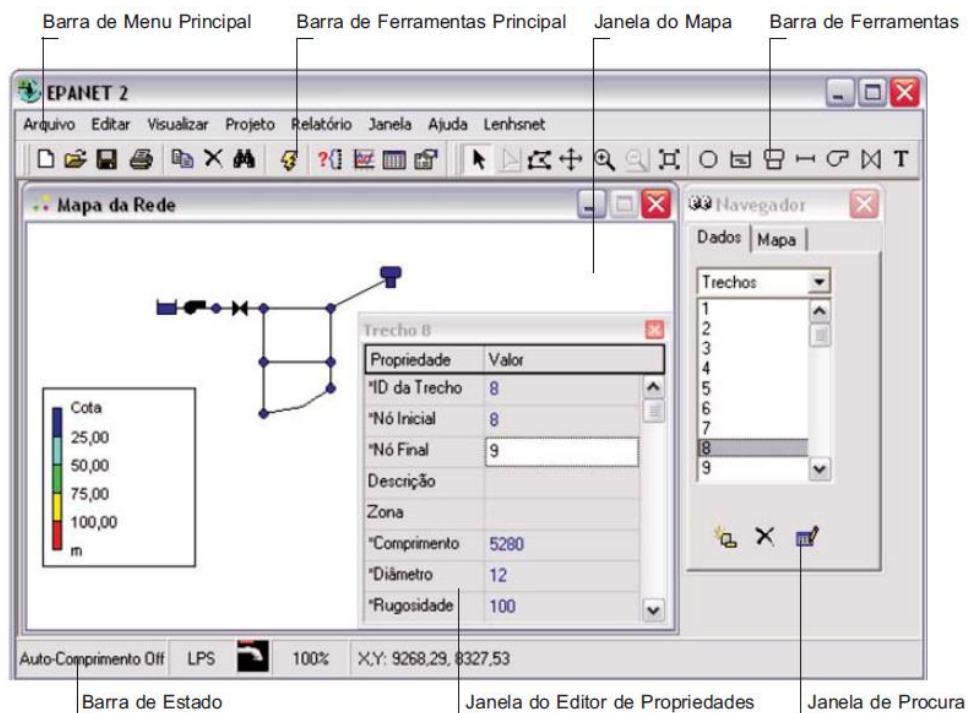 Barra de Menu Principal
Barra de Ferramentas Principal
Janela do Mapa
Barra de Ferramentas
EPANET 2
Arquivo Editar Visualizar Projeto Relatório Janela Ajuda Lenhsnet
T
Mapa da Rede
Navegador
Dados Mapa
Trechos
1
2
3
4
5
6
7
8
9
Trecho 8
Propriedade Valor
*ID da Trecho 8
*Nó Inicial 8
*Nó Final 9
Descrição
Zona
*Comprimento 5280
*Diâmetro 12
*Rugosidade 100
Cota
25,00
50,00
75,00
100,00
m
Auto-Comprimento Off LPS 100% X,Y: 9268,29, 8327,53
Barra de Estado
Janela do Editor de Propriedades
Janela de Procura